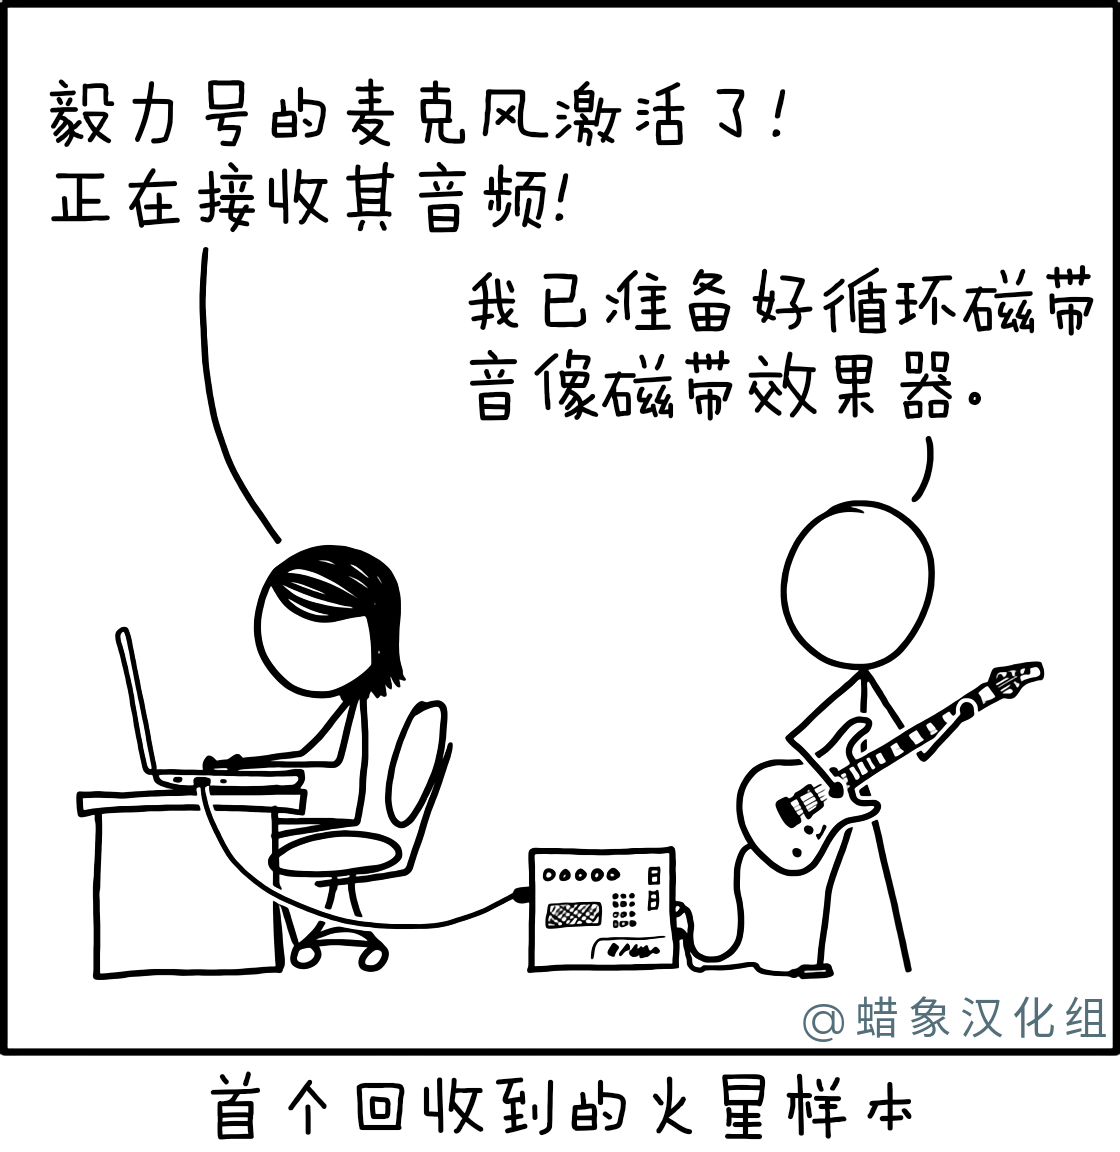 毅力号的麦克风激活了！
正在接收其音频！
我已准备好循环磁带
音像磁带效果器。
@蜡象汉化组
首个回收到的火星样本